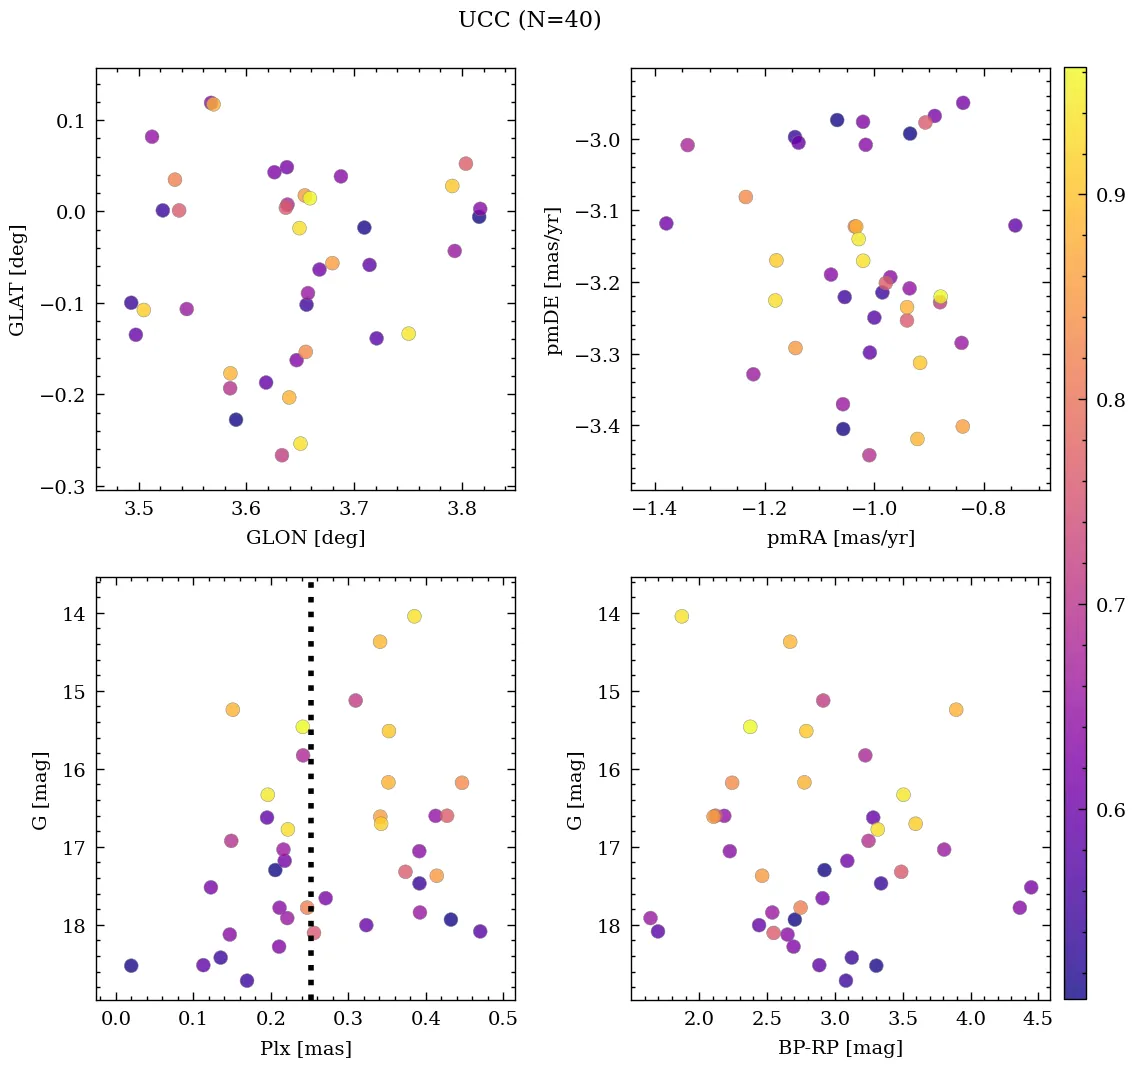 UCC (N=40)
0.1
0.0
−0.1
−0.2
−0.3
GLAT [deg]
3.5 3.6 3.7 3.8
GLON [deg]
−3.0
−3.1
−3.2
−3.3
−3.4
pmDE [mas/yr]
−1.4 −1.2 −1.0 −0.8
pmRA [mas/yr]
0.9
0.8
0.7
0.6
14
15
16
17
18
G [mag]
0.0 0.1 0.2 0.3 0.4 0.5
Plx [mas]
14
15
16
17
18
G [mag]
2.0 2.5 3.0 3.5 4.0 4.5
BP-RP [mag]